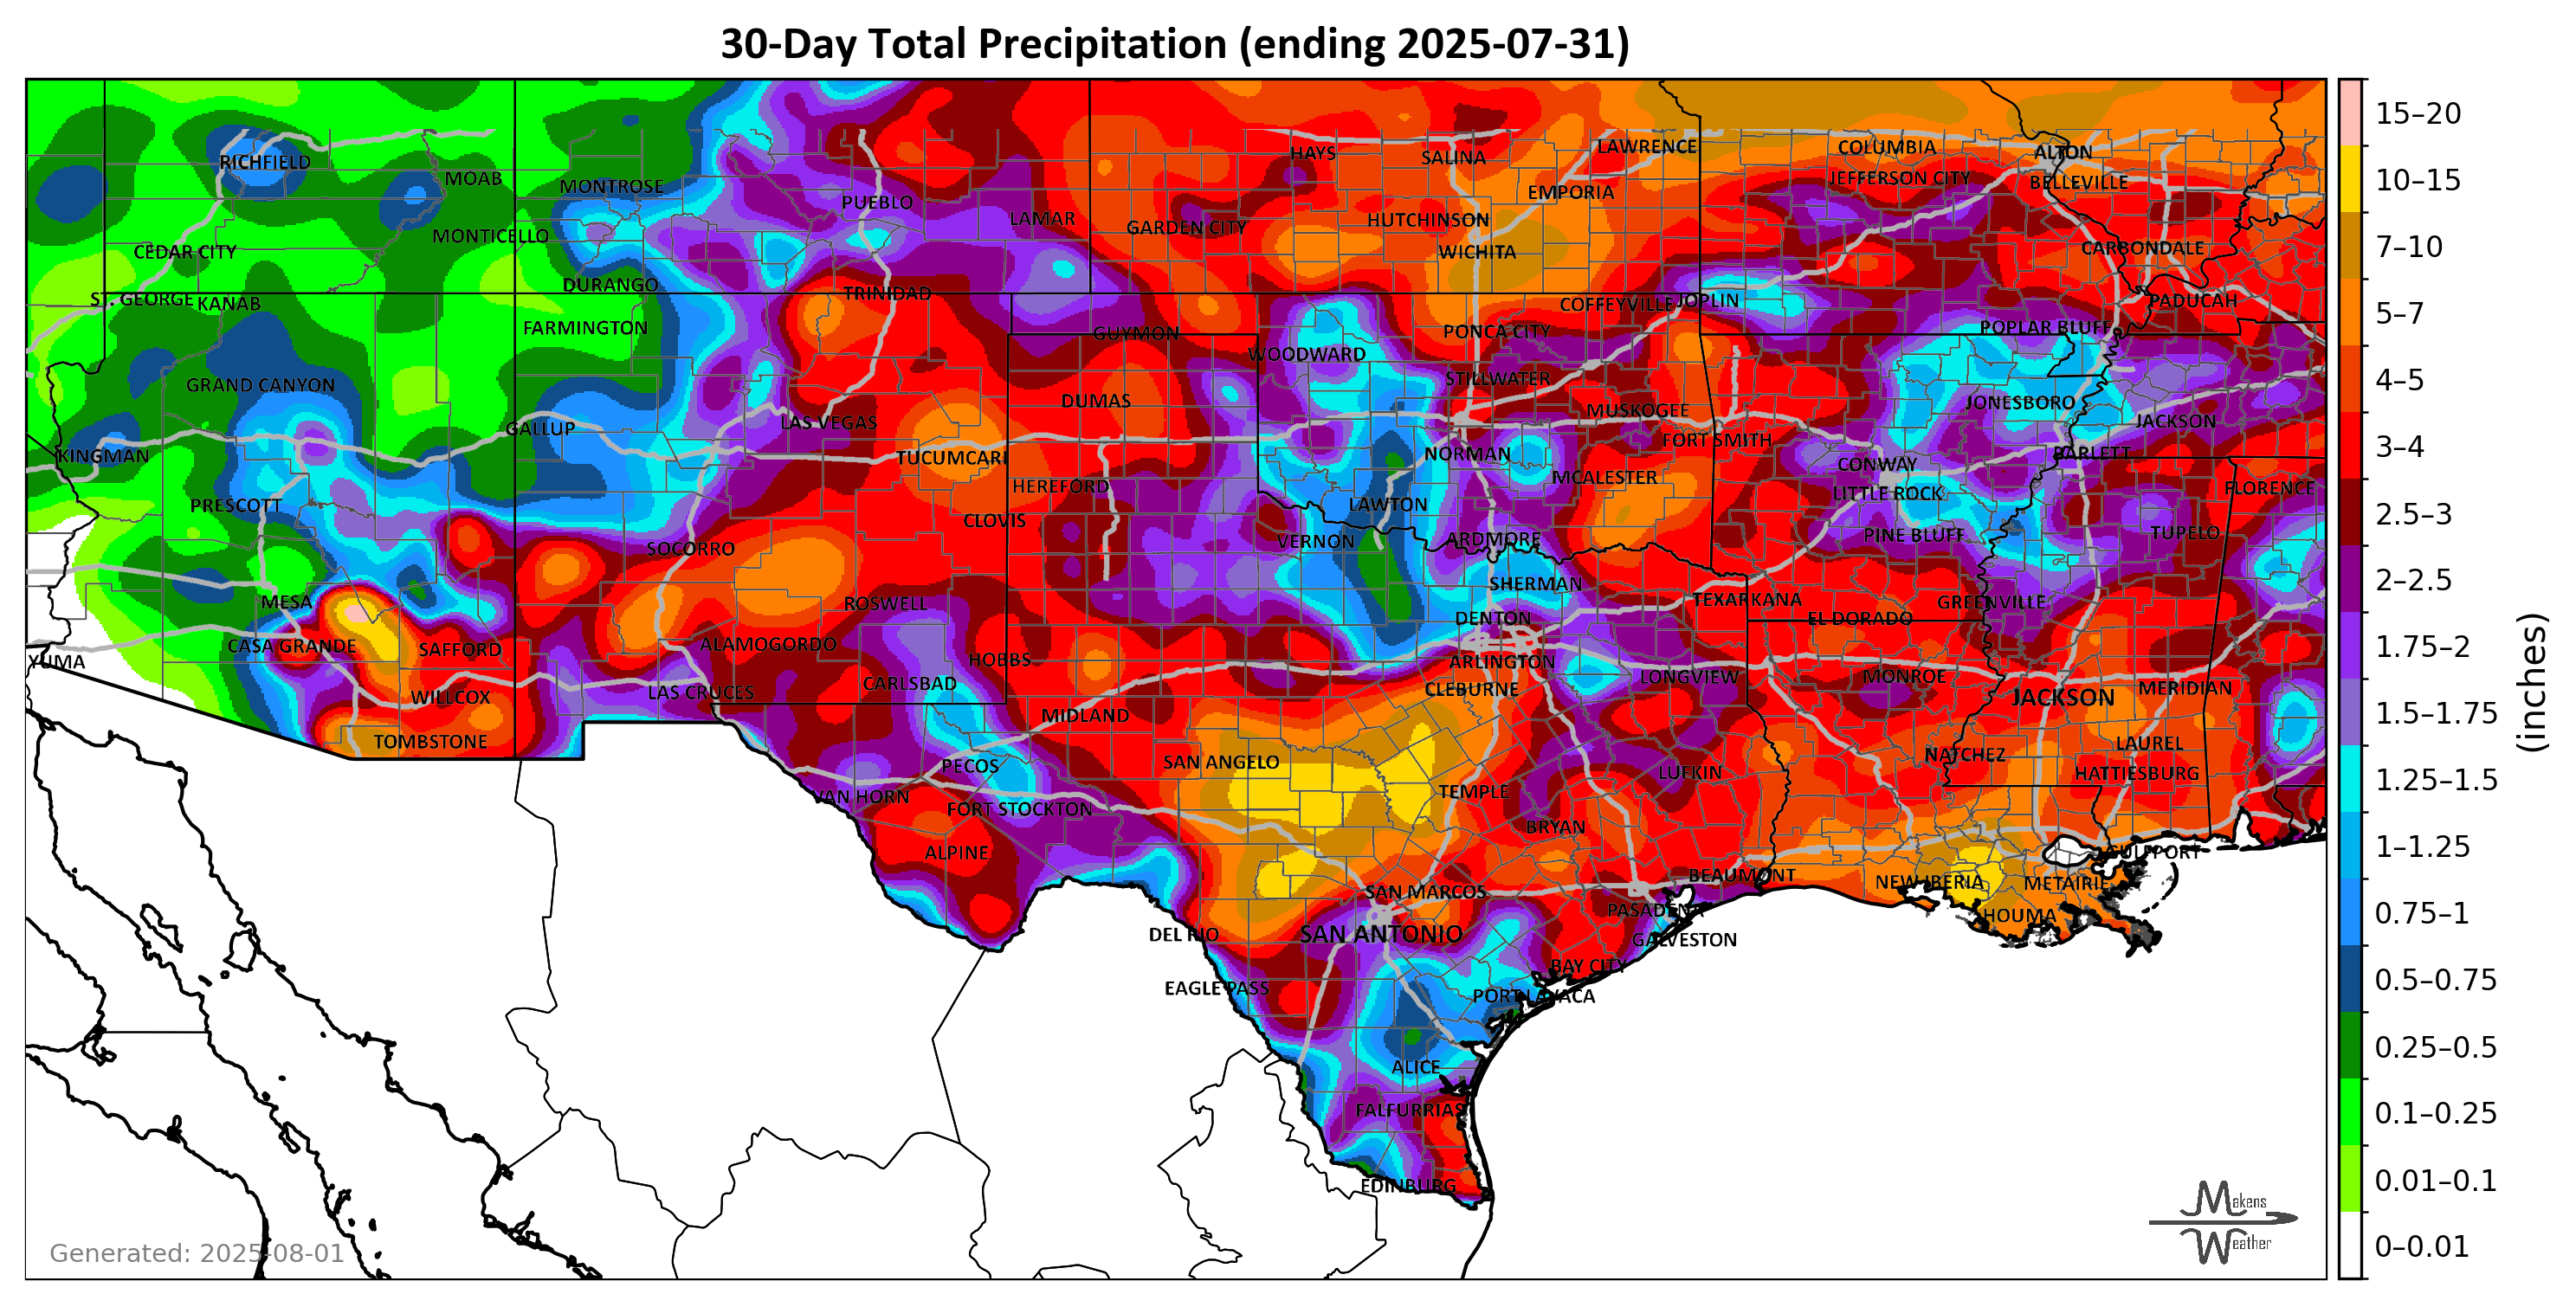 30-Day Total Precipitation (ending 2025-07-31)
RICHFIELD
MOAB
MONTROSE
PUEBLO
LAMAR
HAYS
SALINA
LAWRENCE
COLUMBIA
ALTON
JEFFERSON CITY
BELLEVILLE
EMPORIA
MONTICELLO
GARDEN CITY
HUTCHINSON
CEDAR CITY
WICHITA
CARBONDALE
DURANGO
TRINIDAD
ST. GEORGE
KANAB
COFFEYVILLE
JOPLIN
PADUCAH
FARMINGTON
GUYMON
PONCA CITY
POPLAR BLUFF
WOODWARD
GRAND CANYON
STILLWATER
DUMAS
JONESBORO
LAS VEGAS
MUSKOGEE
JACKSON
GALLUP
FORT SMITH
KINGMAN
TUCUMCARI
NORMAN
BARLETT
CONWAY
PRESCOTT
HEREFORD
MCALESTER
LITTLE ROCK
FLORENCE
LAWTON
CLOVIS
SOCORRO
VERNON
ARDMORE
PINE BLUFF
TUPELO
SHERMAN
MESA
ROSWELL
DENTON
TEXARKANA
GREENVILLE
EL DORADO
CASA GRANDE
SAFFORD
ALAMOGORDO
YUMA
HOBBS
ARLINGTON
WILLCOX
LAS CRUCES
CARLSBAD
CLEBURNE
LONGVIEW
MONROE
JACKSON
MERIDIAN
MIDLAND
TOMBSTONE
PECOS
SAN ANGELO
NATCHEZ
LAUREL
LUFKIN
HATTIESBURG
VAN HORN
FORT STOCKTON
TEMPLE
BRYAN
ALPINE
GULFPORT
SAN MARCOS
BEAUMONT
NEW IBERIA
METAIRIE
PASADENA
HOUMA
DEL RIO
SAN ANTONIO
GALVESTON
BAY CITY
EAGLE PASS
PORT LAVACA
ALICE
FALFURRIAS
EDINBURG
15–20
10–15
7–10
5–7
4–5
3–4
2.5–3
2–2.5
1.75–2
1.5–1.75
1.25–1.5
1–1.25
0.75–1
0.5–0.75
0.25–0.5
0.1–0.25
0.01–0.1
0–0.01
(inches)
Generated: 2025-08-01
Makens
Weather